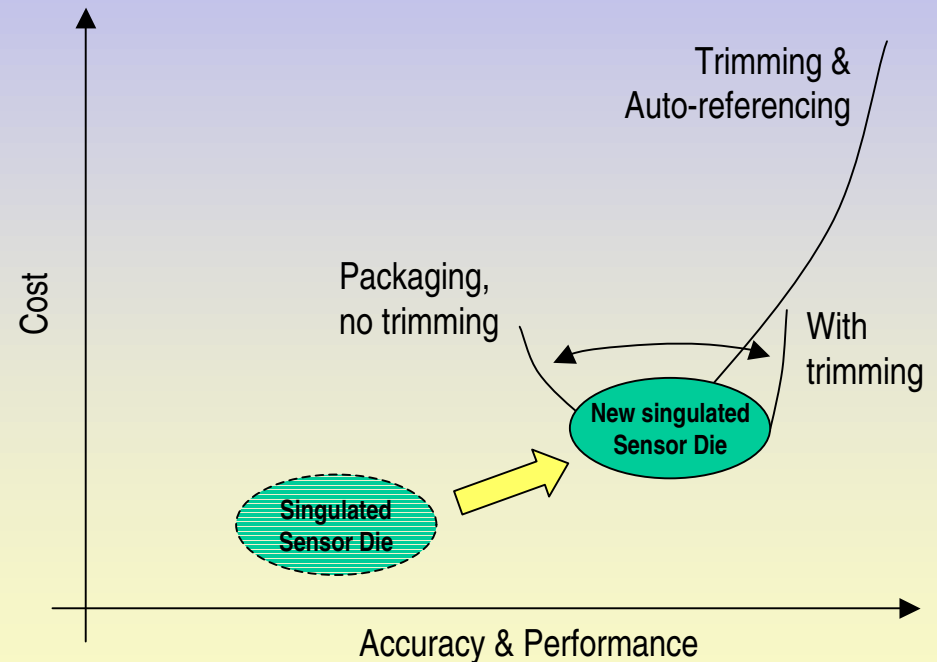 Trimming &
Auto-referencing
Cost
Packaging,
no trimming
With
trimming
New singulated
Sensor Die
Singulated
Sensor Die
Accuracy & Performance